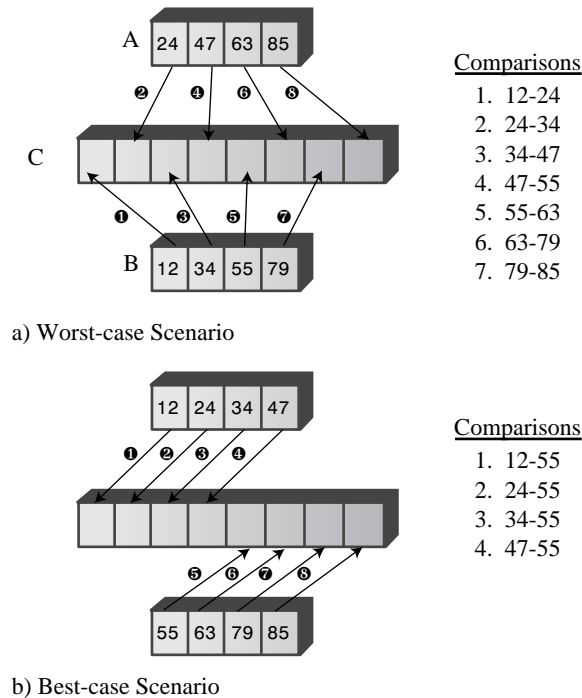 A
24 47 63 85
❷ ❹ ❻ ❽
C
❶ ❸ ❺ ❼
B
12 34 55 79
Comparisons
1. 12-24
2. 24-34
3. 34-47
4. 47-55
5. 55-63
6. 63-79
7. 79-85
a) Worst-case Scenario
12 24 34 47
❶ ❷ ❸ ❹
❺ ❻ ❼ ❽
55 63 79 85
Comparisons
1. 12-55
2. 24-55
3. 34-55
4. 47-55
b) Best-case Scenario